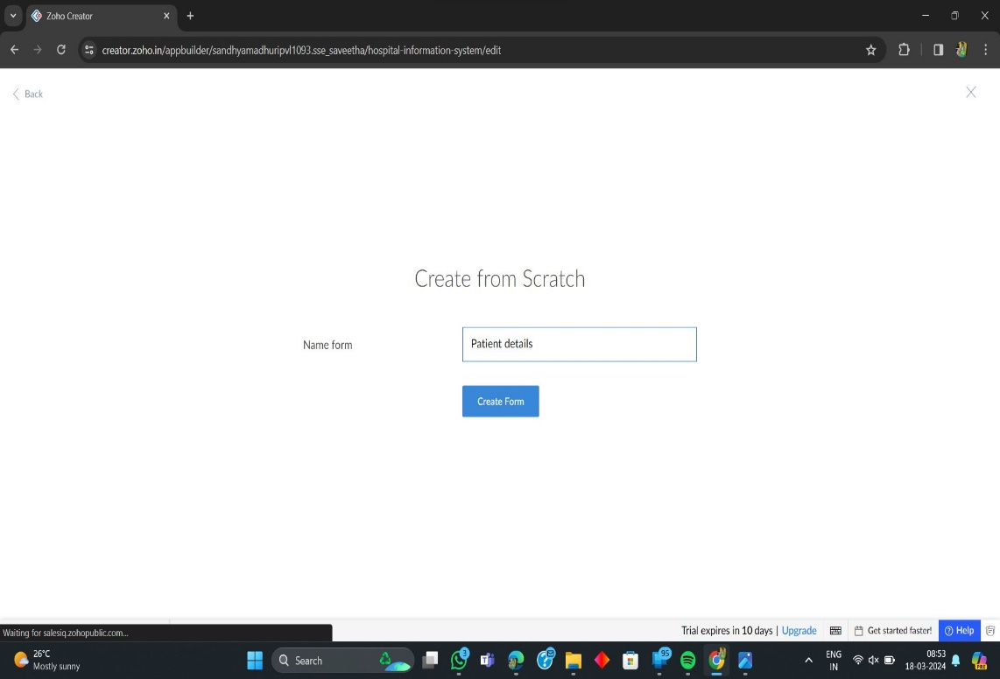 Zoho Creator
creator.zoho.in/appbuilder/sandhyamadhuripvl1093.sse_saveetha/hospital-information-system/edit
Back
Create from Scratch
Name form
Patient details
Create Form
Waiting for salesiq.zohopublic.com...
Trial expires in 10 days | Upgrade
Get started faster!
Help
26°C
Mostly sunny
Search
3
95
ENG
IN
08:53
18-03-2024
PRE